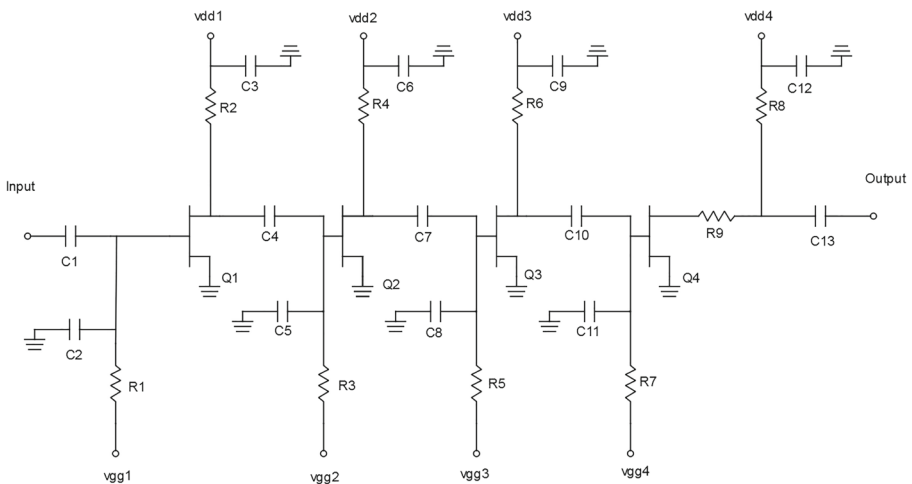 vdd1
vdd2
vdd3
vdd4
C3
C6
C9
C12
R2
R4
R6
R8
Input
Output
C1
C4
C7
C10
R9
C13
Q1
Q2
Q3
Q4
C2
C5
C8
C11
R1
R3
R5
R7
vgg1
vgg2
vgg3
vgg4